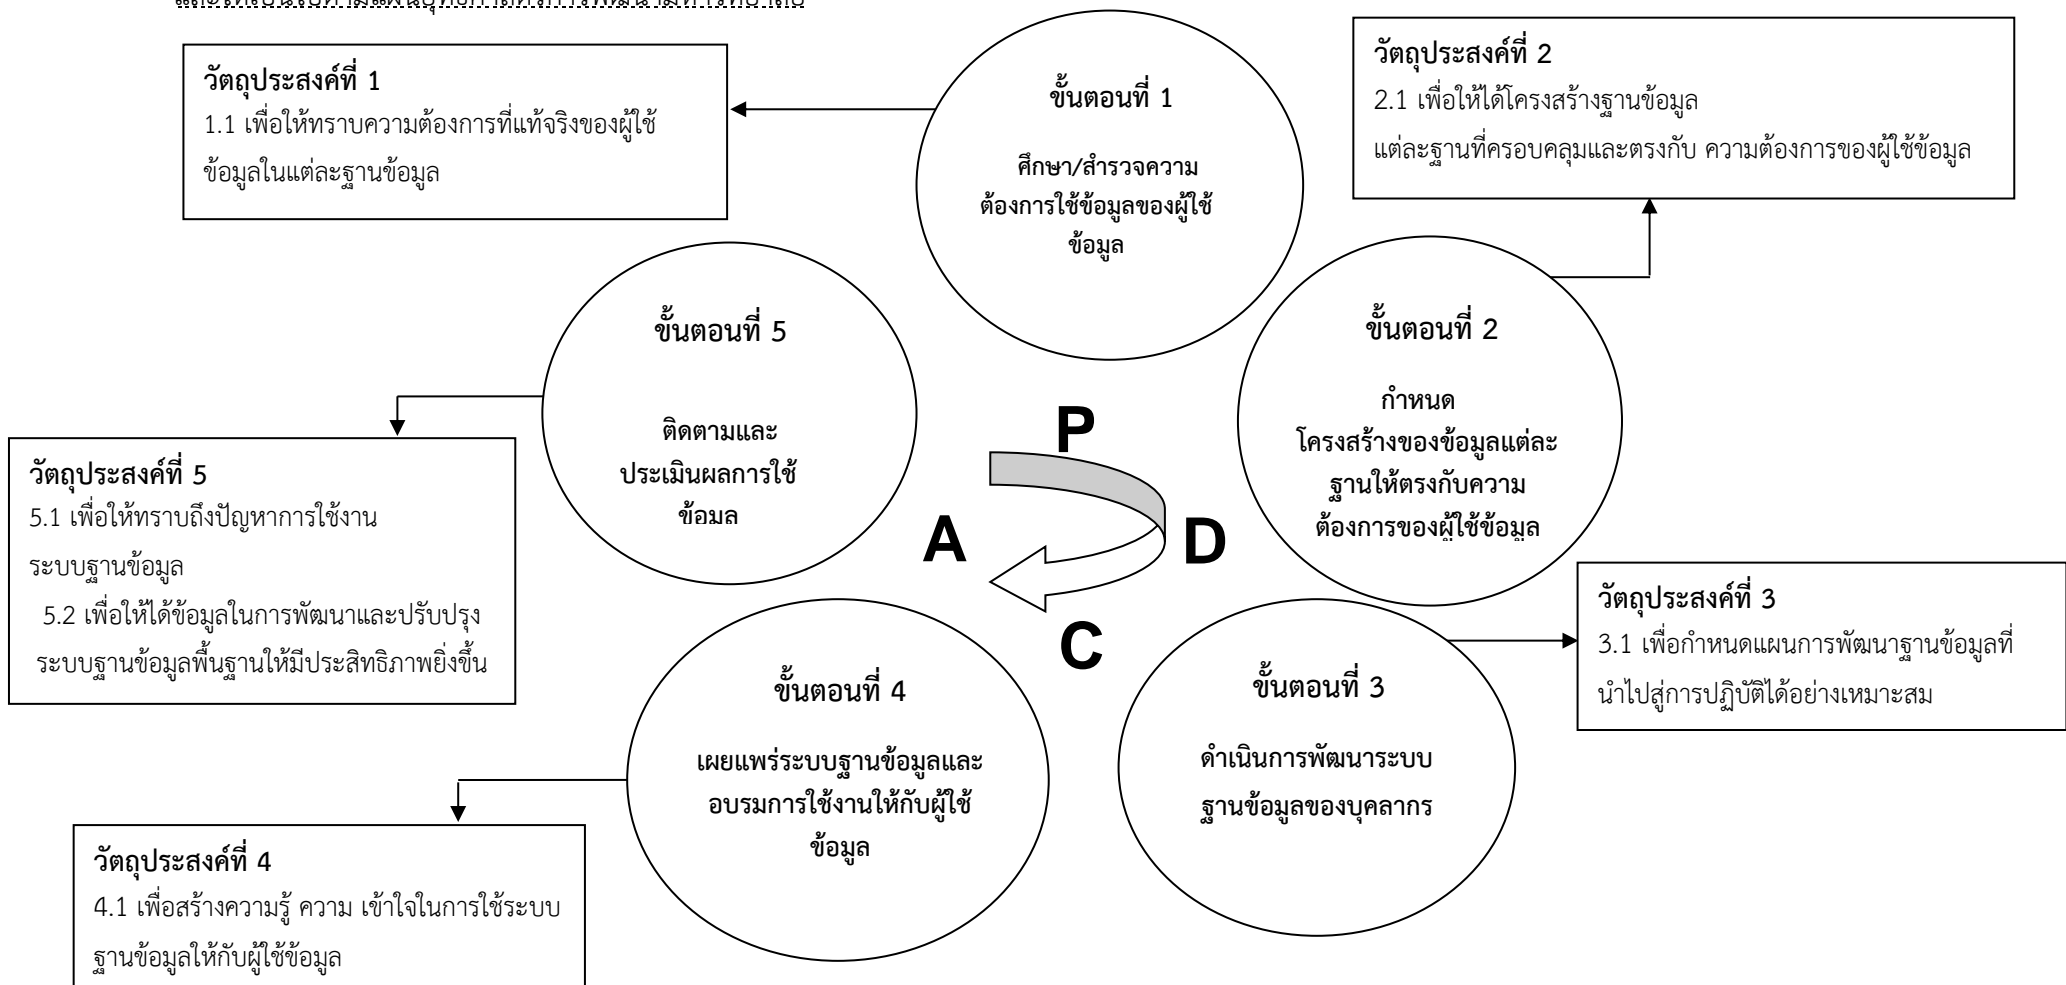 วัตถุประสงค์ที่ 1
1.1 เพื่อให้ทราบความต้องการที่แท้จริงของผู้ใช้
ข้อมูลในแต่ละฐานข้อมูล
ขั้นตอนที่ 1
ศึกษา/สำรวจความ
ต้องการใช้ข้อมูลของผู้ใช้
ข้อมูล
วัตถุประสงค์ที่ 2
2.1 เพื่อให้ได้โครงสร้างฐานข้อมูล
แต่ละฐานที่ครอบคลุมและตรงกับ ความต้องการของผู้ใช้ข้อมูล
ขั้นตอนที่ 5
ติดตามและ
ประเมินผลการใช้
ข้อมล
ขั้นตอนที่ 2
กำหนด
โครงสร้างของข้อมูลแต่ละ
ฐานให้ตรงกับความ
ต้องการของผู้ใช้ข้อมูล
P
A
D
C
วัตถุประสงค์ที่ 5
5.1 เพื่อให้ทราบถึงปัญหาการใช้งาน
ระบบฐานข้อมูล
5.2 เพื่อให้ได้ข้อมูลในการพัฒนาและปรับปรุง
ระบบฐานข้อมูลพื้นฐานให้มีประสิทธิภาพยิ่งขึ้น
วัตถุประสงค์ที่ 3
3.1 เพื่อกำหนดแผนการพัฒนาฐานข้อมูลที่
นำไปสู่การปฏิบัติได้อย่างเหมาะสม
ขั้นตอนที่ 4
เผยแพร่ระบบฐานข้อมูลและ
อบรมการใช้งานให้กับผู้ใช้
ข้อมูล
ขั้นตอนที่ 3
ดำเนินการพัฒนาระบบ
ฐานข้อมูลของบุคลากร
วัตถุประสงค์ที่ 4
4.1 เพื่อสร้างความรู้ ความ เข้าใจในการใช้ระบบ
ฐานข้อมูลให้กับผู้ใช้ข้อมูล